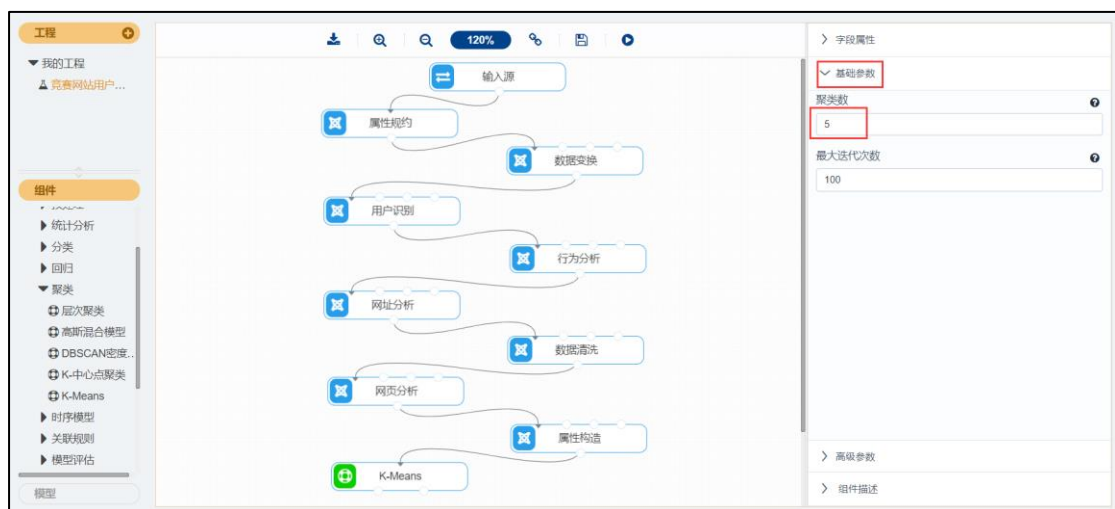 工程
我的工程
竞赛网站用户...
组件
统计分析
分类
回归
聚类
层次聚类
高斯混合模型
DBSCAN密度...
K-中心点聚类
K-Means
时序模型
关联规则
模型评估
模型
120%
输入源
属性规约
数据变换
用户识别
行为分析
网址分析
数据清洗
网页分析
属性构造
K-Means
字段属性
基础参数
聚类数
5
最大迭代次数
100
高级参数
组件描述